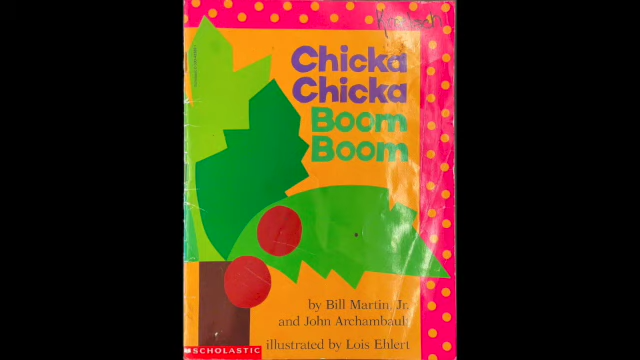 Chicka
Chicka
Boom
Boom
by Bill Martin, Jr.
and John Archambault
illustrated by Lois Ehlert
SCHOLASTIC